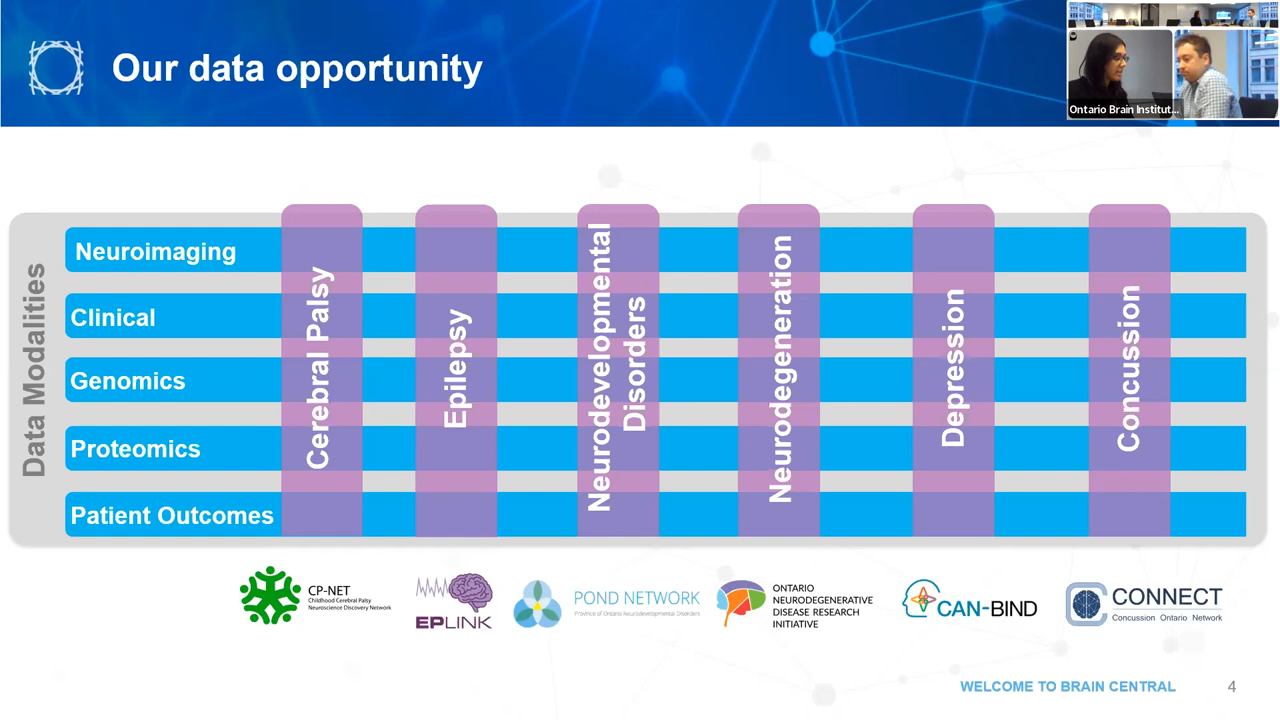 Our data opportunity
Ontario Brain Institut...
Data Modalities
Neuroimaging
Clinical
Genomics
Proteomics
Patient Outcomes
Cerebral Palsy
Epilepsy
Neurodevelopmental
Disorders
Neurodegeneration
Depression
Concussion
CP-NET
Childhood Cerebral Palsy
Neuroscience Discovery Network
EPLINK
POND NETWORK
Province of Ontario Neurodevelopmental Disorders
ONTARIO
NEURODEGENERATIVE
DISEASE RESEARCH
INITIATIVE
CAN-BIND
CONNECT
Concussion Ontario Network
WELCOME TO BRAIN CENTRAL
4